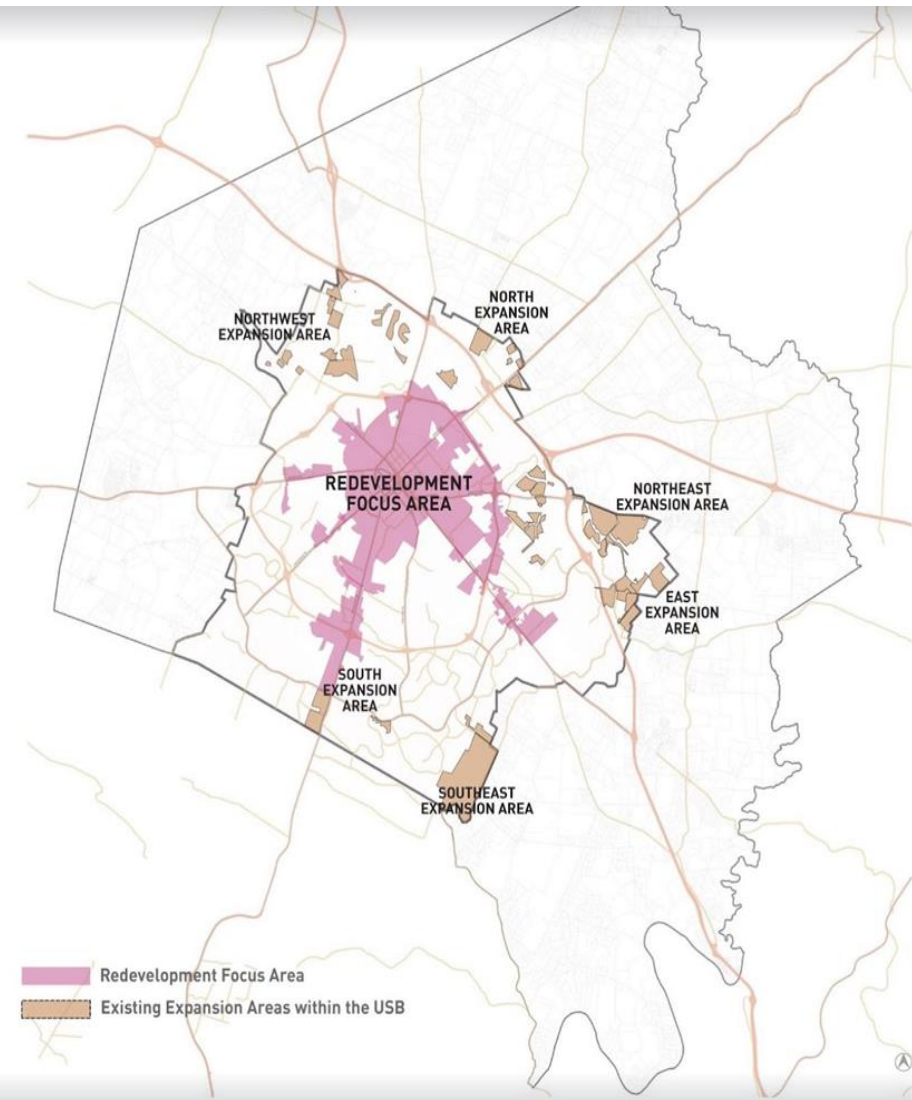 NORTH
EXPANSION
AREA
NORTHWEST
EXPANSION AREA
REDEVELOPMENT
FOCUS AREA
NORTHEAST
EXPANSION AREA
EAST
EXPANSION
AREA
SOUTH
EXPANSION
AREA
SOUTHEAST
EXPANSION AREA
Redevelopment Focus Area
Existing Expansion Areas within the USB